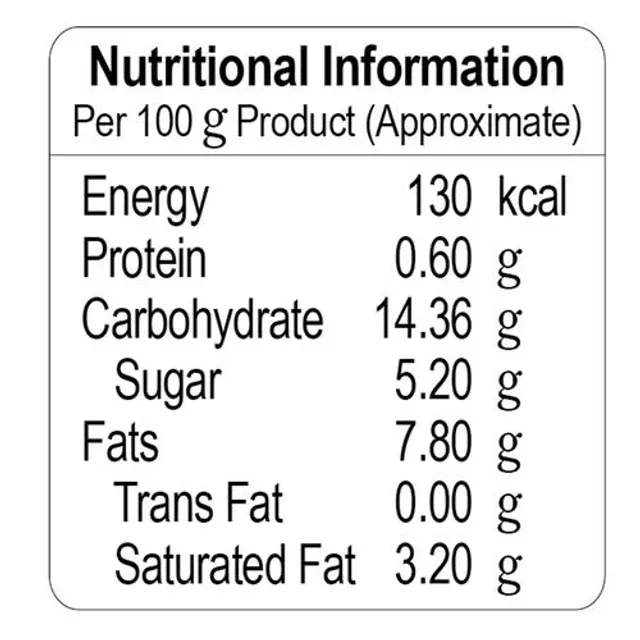 Nutritional Information
Per 100 g Product (Approximate)
Energy 130 kcal
Protein 0.60 g
Carbohydrate 14.36 g
Sugar 5.20 g
Fats 7.80 g
Trans Fat 0.00 g
Saturated Fat 3.20 g